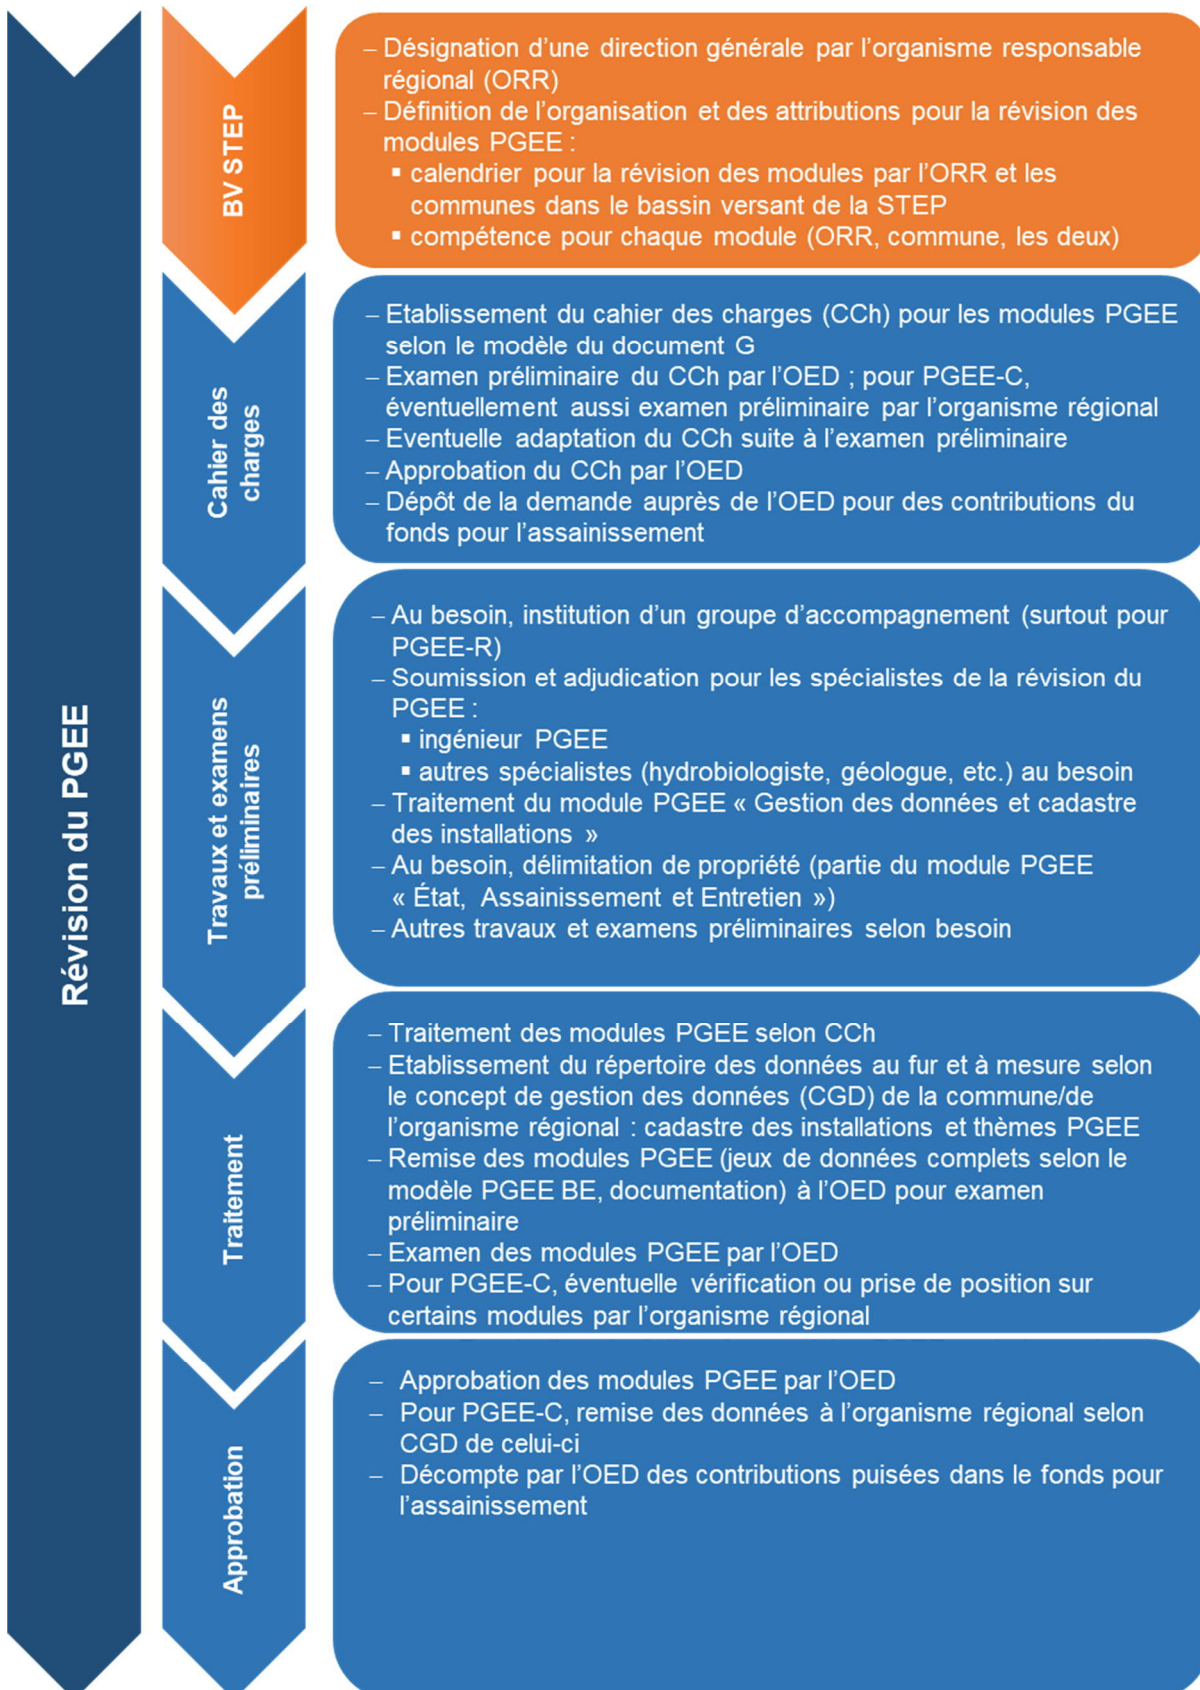 Révision du PGEE
BV STEP
– Désignation d’une direction générale par l’organisme responsable
régional (ORR)
– Définition de l’organisation et des attributions pour la révision des
modules PGEE :
▪ calendrier pour la révision des modules par l’ORR et les
communes dans le bassin versant de la STEP
▪ compétence pour chaque module (ORR, commune, les deux)
Cahier des
charges
– Etablissement du cahier des charges (CCh) pour les modules PGEE
selon le modèle du document G
– Examen préliminaire du CCh par l’OED ; pour PGEE-C,
éventuellement aussi examen préliminaire par l’organisme régional
– Eventuelle adaptation du CCh suite à l’examen préliminaire
– Approbation du CCh par l’OED
– Dépôt de la demande auprès de l’OED pour des contributions du
fonds pour l’assainissement
Travaux et examens
préliminaires
– Au besoin, institution d’un groupe d’accompagnement (surtout pour
PGEE-R)
– Soumission et adjudication pour les spécialistes de la révision du
PGEE :
▪ ingénieur PGEE
▪ autres spécialistes (hydrobiologiste, géologue, etc.) au besoin
– Traitement du module PGEE « Gestion des données et cadastre
des installations »
– Au besoin, délimitation de propriété (partie du module PGEE
« État, Assainissement et Entretien »)
– Autres travaux et examens préliminaires selon besoin
Traitement
– Traitement des modules PGEE selon CCh
– Etablissement du répertoire des données au fur et à mesure selon
le concept de gestion des données (CGD) de la commune/de
l’organisme régional : cadastre des installations et thèmes PGEE
– Remise des modules PGEE (jeux de données complets selon le
modèle PGEE BE, documentation) à l’OED pour examen
préliminaire
– Examen des modules PGEE par l’OED
– Pour PGEE-C, éventuelle vérification ou prise de position sur
certains modules par l’organisme régional
Approbation
– Approbation des modules PGEE par l’OED
– Pour PGEE-C, remise des données à l’organisme régional selon
CGD de celui-ci
– Décompte par l’OED des contributions puisées dans le fonds pour
l’assainissement